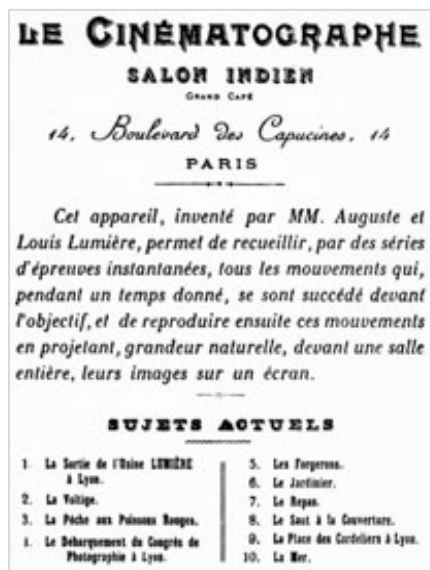 LE CINÉMATOGRAPHE
SALON INDIEN
GRAND CAFÉ
14, Boulevard des Capucines, 14
PARIS
Cet appareil, inventé par MM. Auguste et
Louis Lumière, permet de recueillir, par des séries
d'épreuves instantanées, tous les mouvements qui,
pendant un temps donné, se sont succédé devant
l'objectif, et de reproduire ensuite ces mouvements
en projetant, grandeur naturelle, devant une salle
entière, leurs images sur un écran.
SUJETS ACTUELS
1. La Sortie de l'Usine LUMIÈRE
à Lyon.
2. La Voltige.
3. La Pêche aux Poissons Rouges.
4. Le Débarquement du Congrès de
Photographie à Lyon.
5. Les Forgerons.
6. Le Jardinier.
7. Le Repas.
8. Le Saut à la Couverture.
9. La Place des Cordeliers à Lyon.
10. La Mer.